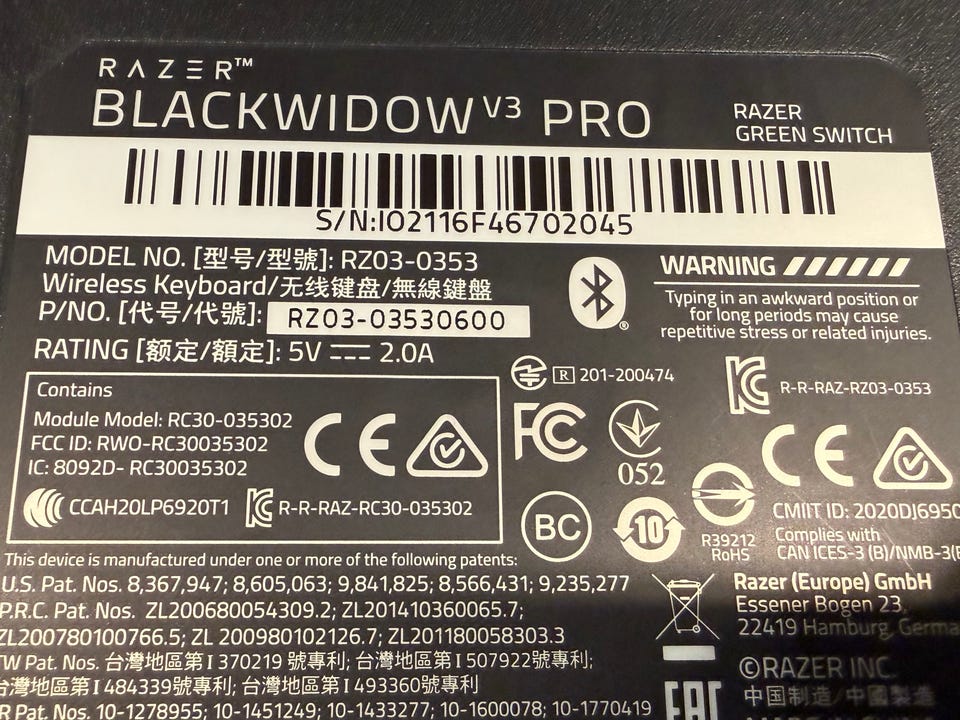 RAZER™
BLACKWIDOW V3 PRO
RAZER
GREEN SWITCH
S/N:IO2116F46702045
MODEL NO. [型号/型號]: RZ03-0353
Wireless Keyboard/无线键盘/無線鍵盤
P/NO. [代号/代號]: RZ03-03530600
RATING [额定/額定]: 5V ⎓ 2.0A
®
WARNING
Typing in an awkward position or
for long periods may cause
repetitive stress or related injuries.
Contains
Module Model: RC30-035302
FCC ID: RWO-RC30035302
IC: 8092D- RC30035302
CE
CCAH20LP6920T1
R-R-RAZ-RC30-035302
R 201-200474
R-R-RAZ-RZ03-0353
FC
052
CE
BC
10
R39212
RoHS
CMIIT ID: 2020DJ6950
Complies with
CAN ICES-3 (B)/NMB-3(
This device is manufactured under one or more of the following patents:
U.S. Pat. Nos. 8,367,947; 8,605,063; 9,841,825; 8,566,431; 9,235,277
P.R.C. Pat. Nos. ZL200680054309.2; ZL201410360065.7;
ZL200780100766.5; ZL 200980102126.7; ZL201180058303.3
TW Pat. Nos. 台灣地區第 I 370219 號專利; 台灣地區第 I 507922號專利;
台灣地區第 I 484339號專利; 台灣地區第 I 493360號專利
R Pat. Nos. 10-1278955; 10-1451249; 10-1433277; 10-1600078; 10-1770419
Razer (Europe) GmbH
Essener Bogen 23,
22419 Hamburg, Germa
©RAZER INC.
中国制造/中國製造
EAC